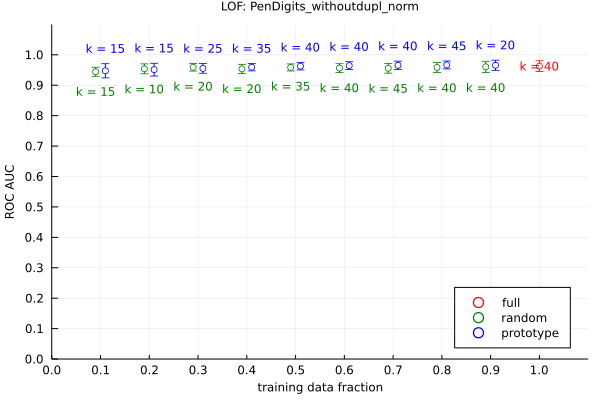 LOF: PenDigits_withoutdupl_norm
k = 15 k = 15 k = 25 k = 35 k = 40 k = 40 k = 40 k = 45 k = 20
k = 40
k = 15 k = 10 k = 20 k = 20 k = 35 k = 40 k = 45 k = 40 k = 40
ROC AUC
1.0
0.9
0.8
0.7
0.6
0.5
0.4
0.3
0.2
0.1
0.0
full
random
prototype
0.0 0.1 0.2 0.3 0.4 0.5 0.6 0.7 0.8 0.9 1.0
training data fraction